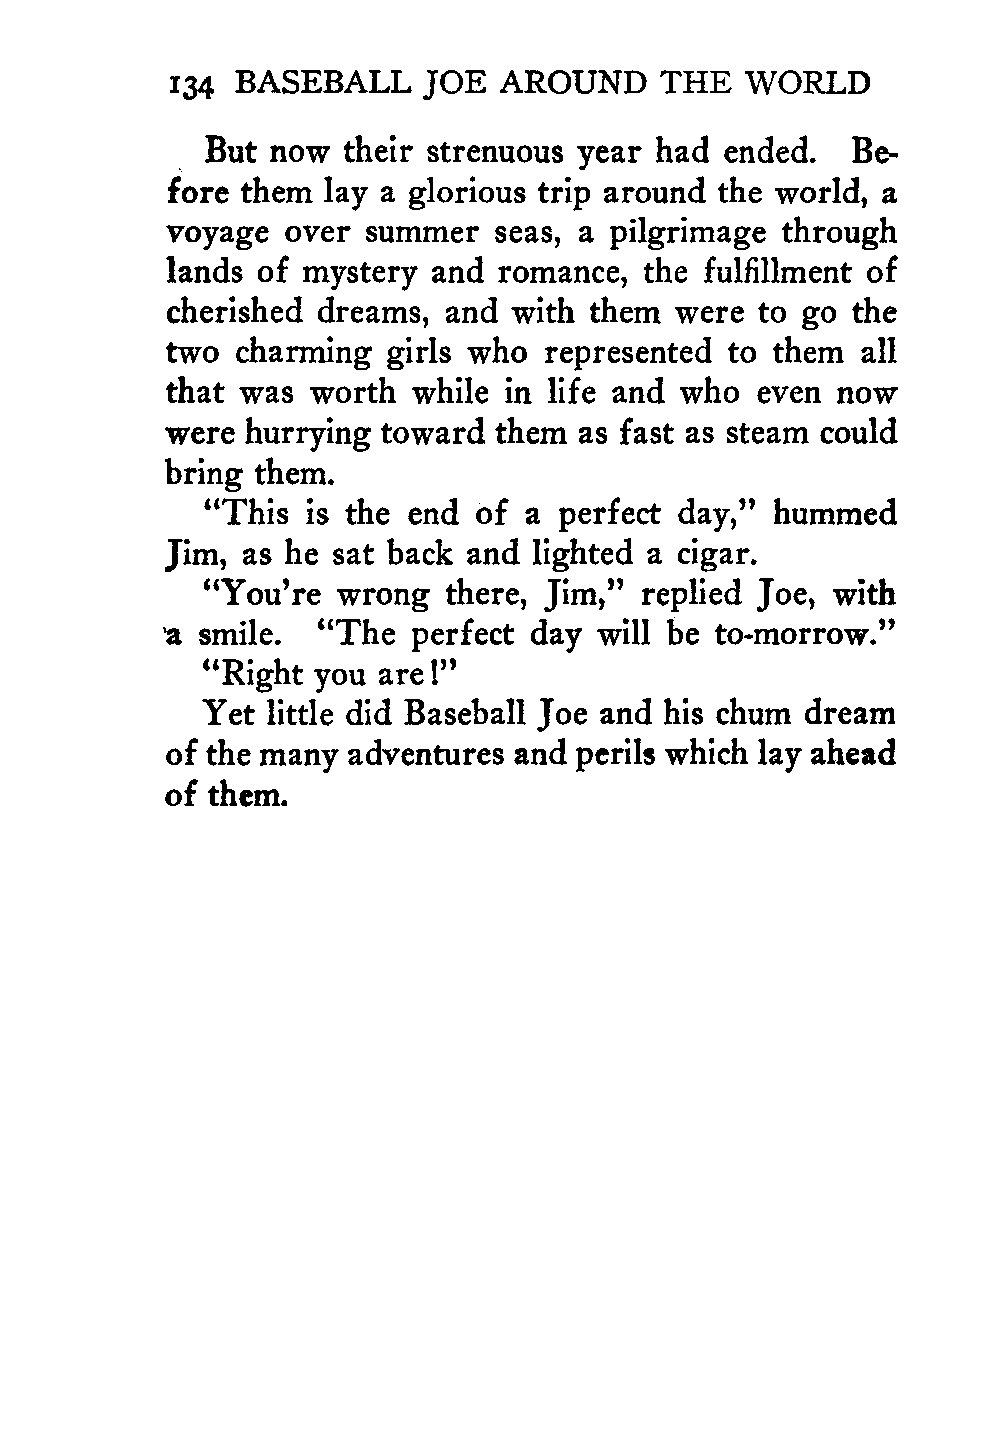 134 BASEBALL JOE AROUND THE WORLD
But now their strenuous year had ended. Be-
fore them lay a glorious trip around the world, a
voyage over summer seas, a pilgrimage through
lands of mystery and romance, the fulfillment of
cherished dreams, and with them were to go the
two charming girls who represented to them all
that was worth while in life and who even now
were hurrying toward them as fast as steam could
bring them.
“This is the end of a perfect day,” hummed
Jim, as he sat back and lighted a cigar.
“You’re wrong there, Jim,” replied Joe, with
a smile. “The perfect day will be to-morrow.”
“Right you are!”
Yet little did Baseball Joe and his chum dream
of the many adventures and perils which lay ahead
of them.